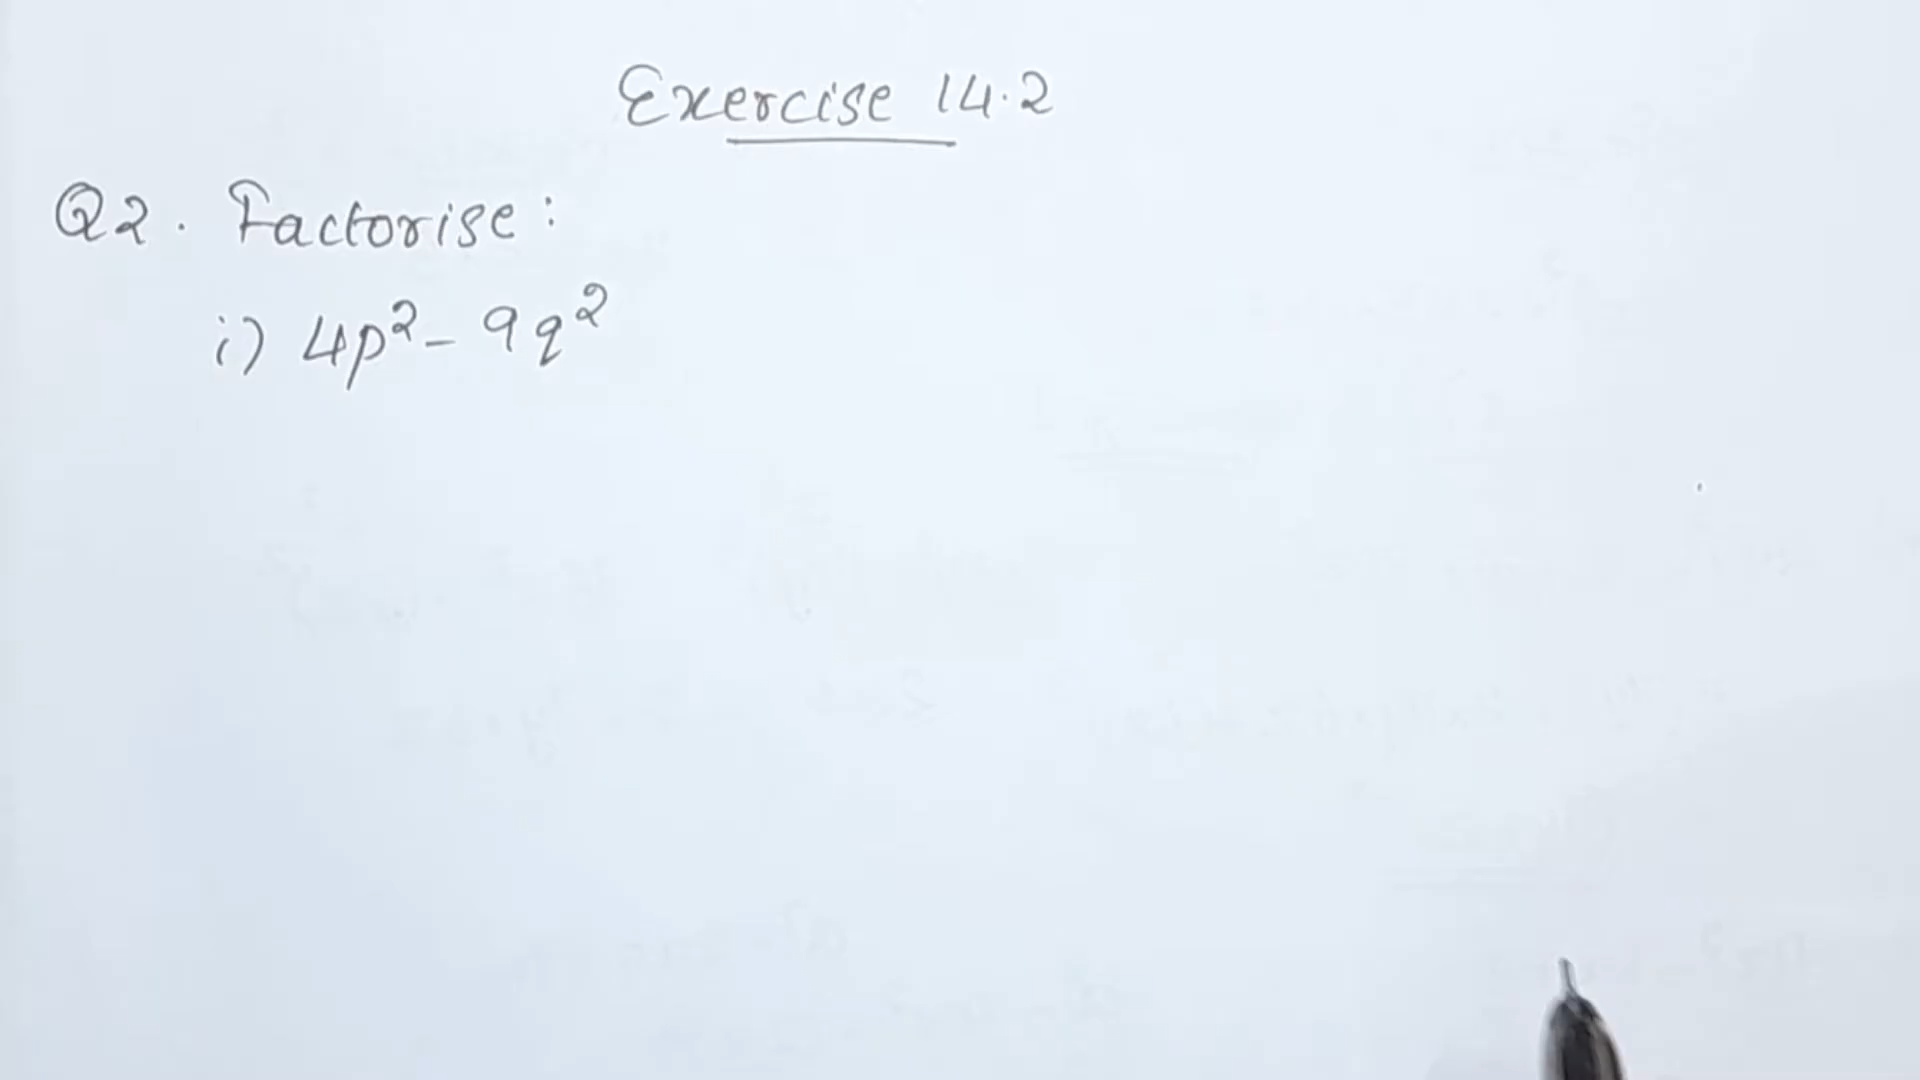 Exercise 14.2
Q2. Factorise:
i) 4p² - 9q²